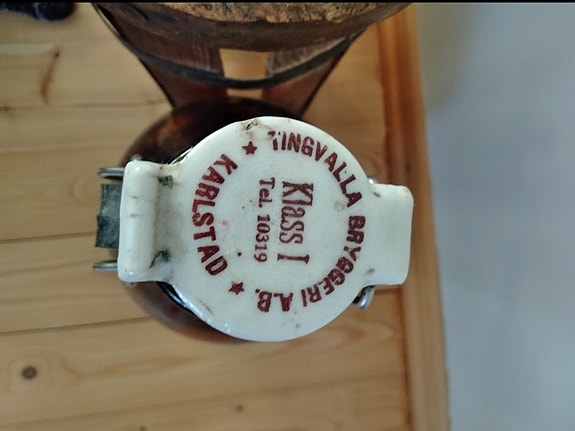 TINGVALLA BRYGGERI A.B.
★ KARLSTAD ★
Klass I
Tel. 10319